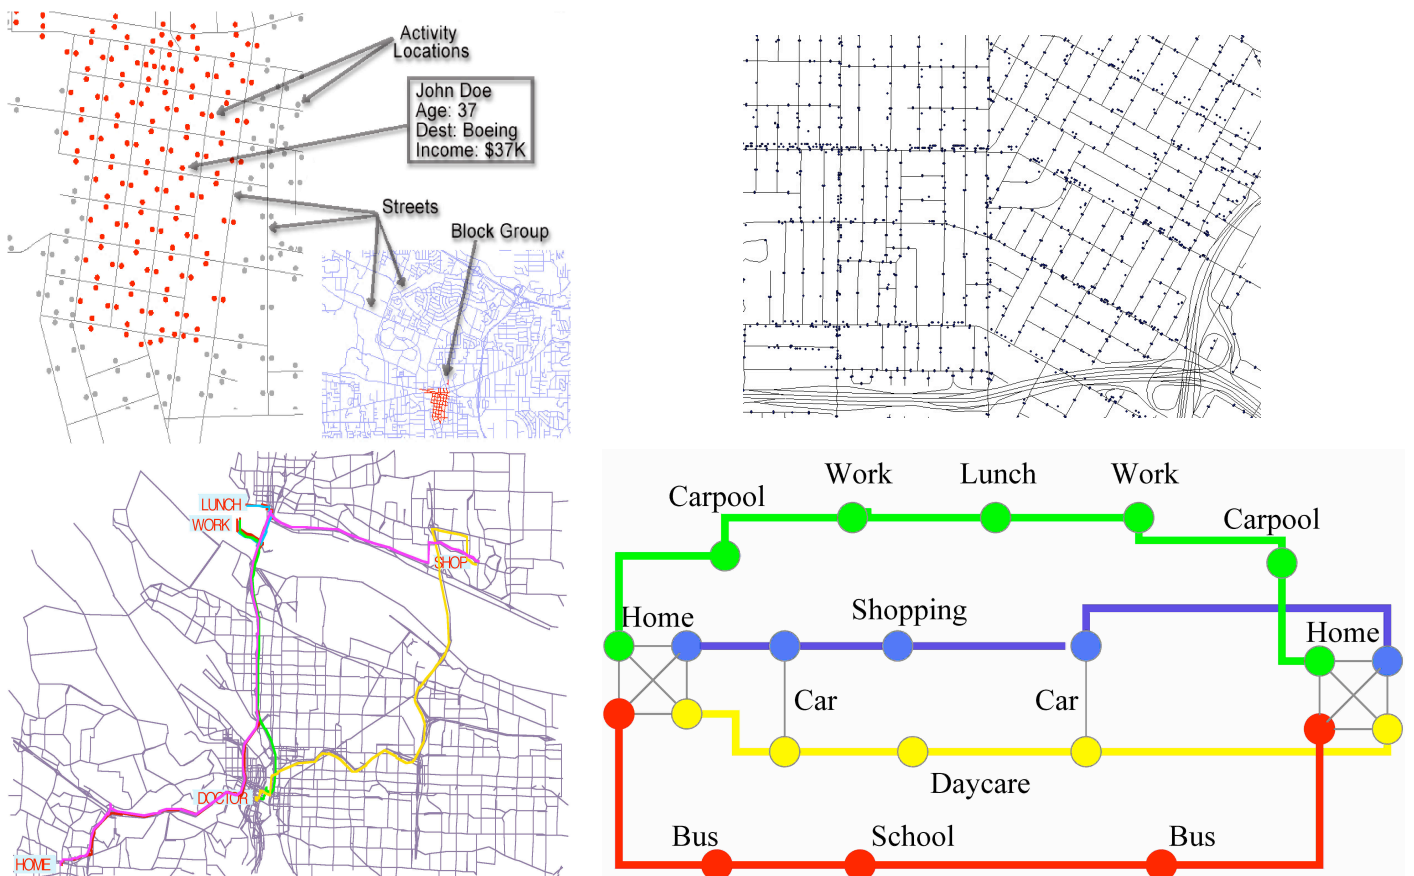 Activity
Locations
John Doe
Age: 37
Dest: Boeing
Income: $37K
Streets
Block Group
LUNCH
WORK
SHOP
DOCTOR
HOME
Work
Lunch
Work
Carpool
Carpool
Home
Shopping
Home
Car
Car
Daycare
Bus
School
Bus